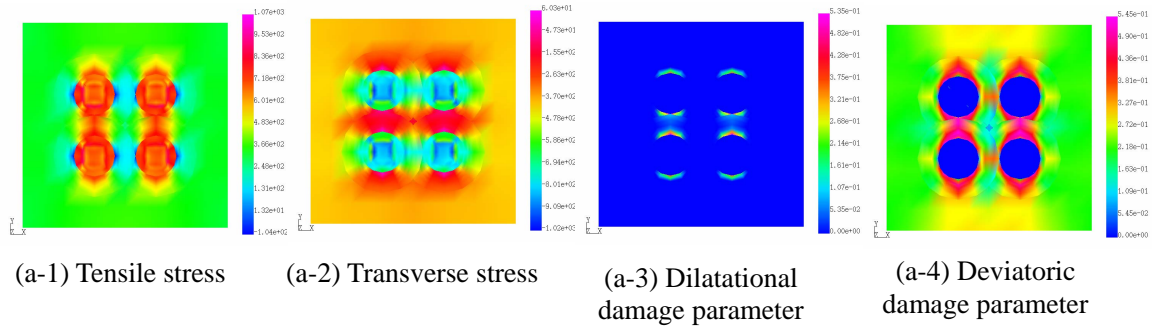 1.07e+03
9.53e+02
8.36e+02
7.18e+02
6.01e+02
4.83e+02
3.66e+02
2.48e+02
1.31e+02
1.32e+01
-1.04e+02
Y
Z X
6.03e+01
-4.73e+01
-1.55e+02
-2.63e+02
-3.70e+02
-4.78e+02
-5.86e+02
-6.94e+02
-8.01e+02
-9.09e+02
-1.02e+03
Y
Z X
5.35e-01
4.82e-01
4.28e-01
3.75e-01
3.21e-01
2.68e-01
2.14e-01
1.61e-01
1.07e-01
5.35e-02
0.00e+00
Y
Z X
5.45e-01
4.90e-01
4.36e-01
3.81e-01
3.27e-01
2.72e-01
2.18e-01
1.63e-01
1.09e-01
5.45e-02
0.00e+00
Y
Z X
(a-1) Tensile stress
(a-2) Transverse stress
(a-3) Dilatational
damage parameter
(a-4) Deviatoric
damage parameter